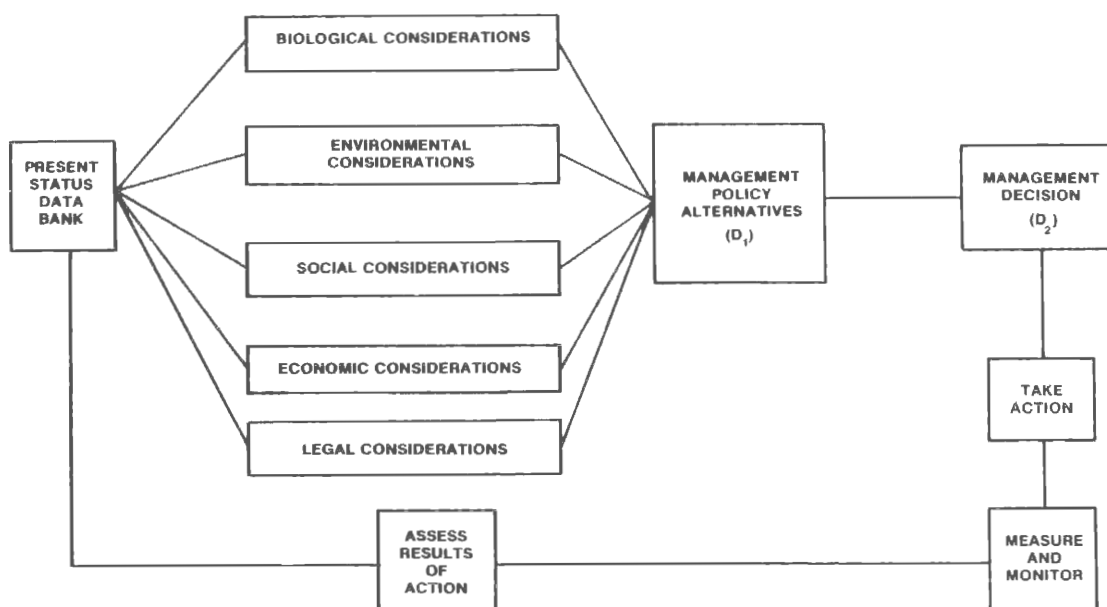 BIOLOGICAL CONSIDERATIONS
ENVIRONMENTAL
CONSIDERATIONS
PRESENT
STATUS
DATA
BANK
SOCIAL CONSIDERATIONS
ECONOMIC CONSIDERATIONS
LEGAL CONSIDERATIONS
MANAGEMENT
POLICY
ALTERNATIVES
(D₁)
MANAGEMENT
DECISION
(D₂)
TAKE
ACTION
MEASURE
AND
MONITOR
ASSESS
RESULTS
OF
ACTION